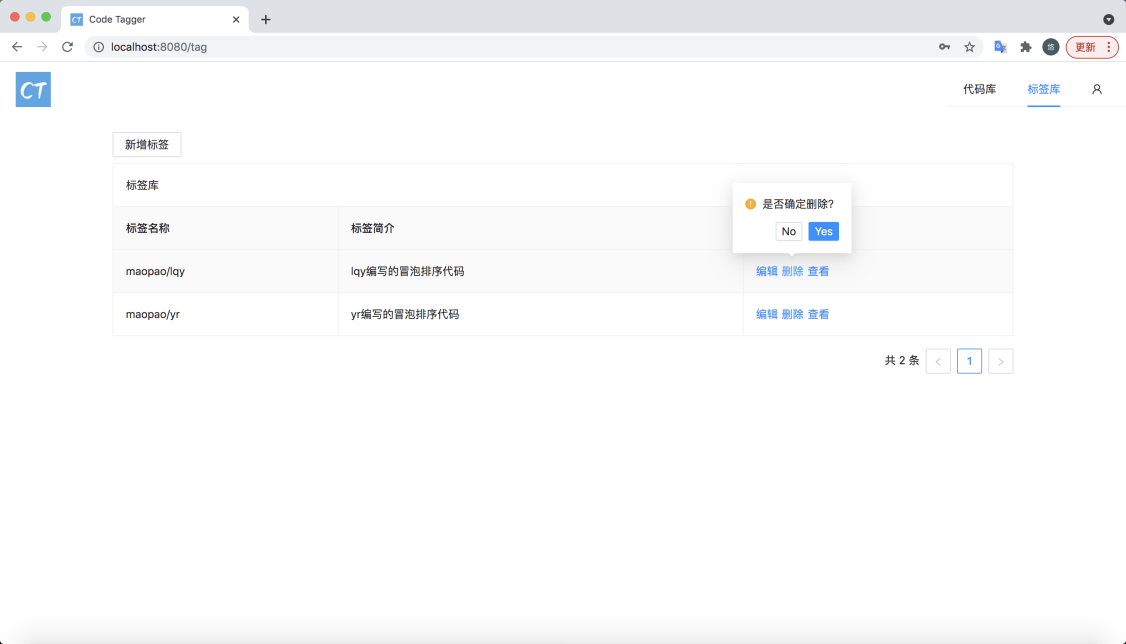 CT Code Tagger
localhost:8080/tag
悠 更新
CT 代码库 标签库
新增标签
标签库
是否确定删除?
No Yes
标签名称 标签简介
maopao/lqy lqy编写的冒泡排序代码 编辑 删除 查看
maopao/yr yr编写的冒泡排序代码 编辑 删除 查看
共 2 条 < 1 >